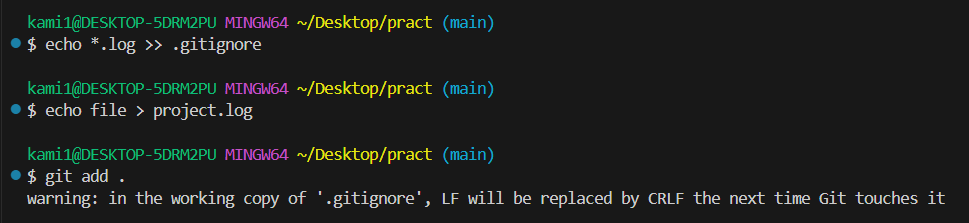 kami1@DESKTOP-5DRM2PU MINGW64 ~/Desktop/pract (main)
$ echo *.log >> .gitignore
kami1@DESKTOP-5DRM2PU MINGW64 ~/Desktop/pract (main)
$ echo file > project.log
kami1@DESKTOP-5DRM2PU MINGW64 ~/Desktop/pract (main)
$ git add .
warning: in the working copy of '.gitignore', LF will be replaced by CRLF the next time Git touches it